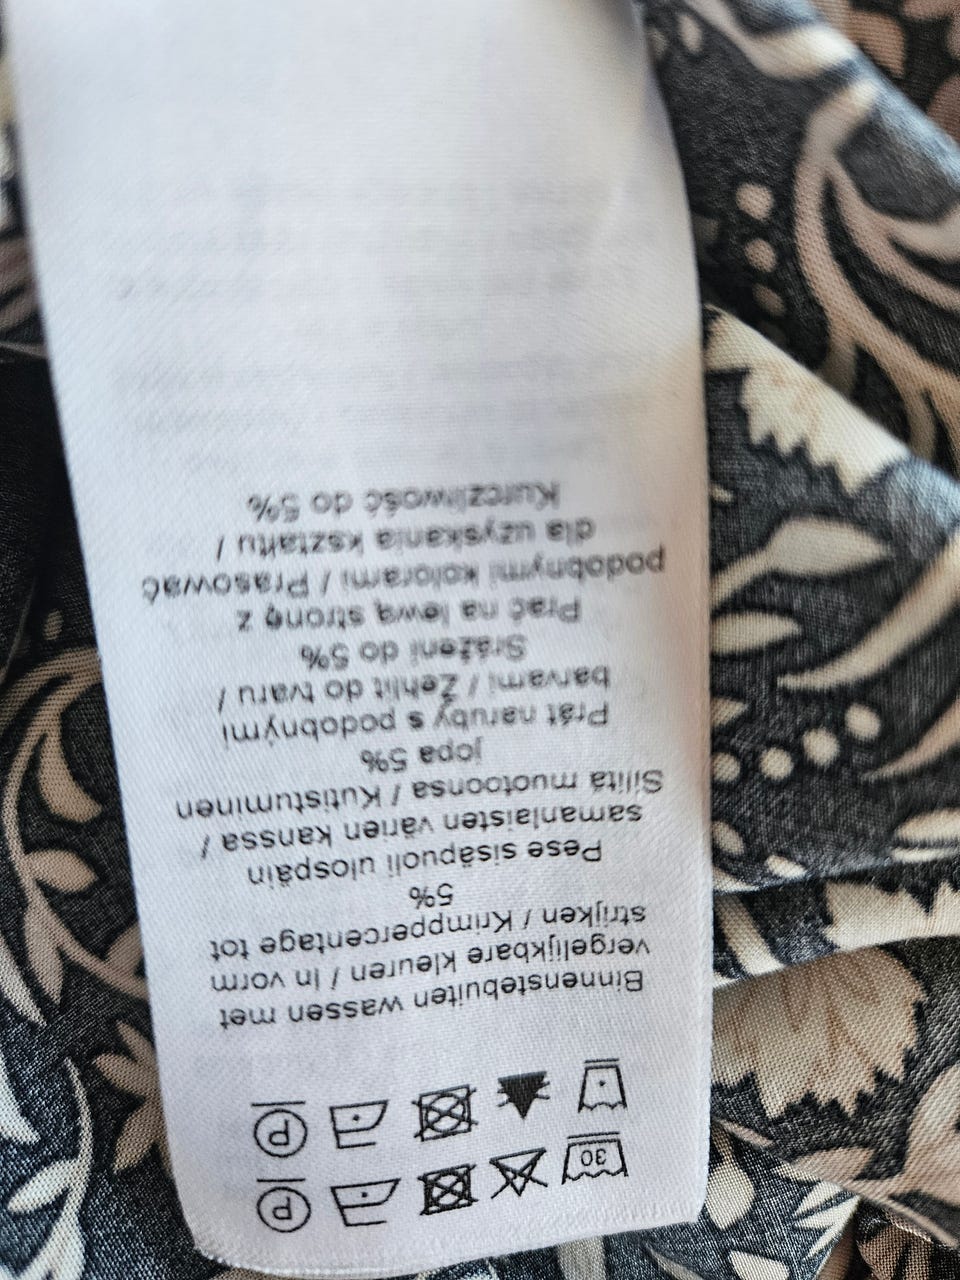 30
P
P
Binnenstebuiten wassen met
vergelijkbare kleuren / In vorm
strijken / Krimppercentage tot
5%
Pese sisäpuoli ulospäin
samanlaisten värien kanssa /
Silitä muotoonsa / Kutistuminen
jopa 5%
Prát naruby s podobnými
barvami / Žehlit do tvaru /
Srážení do 5%
Prać na lewą stronę z
podobnymi kolorami / Prasować
dla uzyskania kształtu /
Kurczliwość do 5%